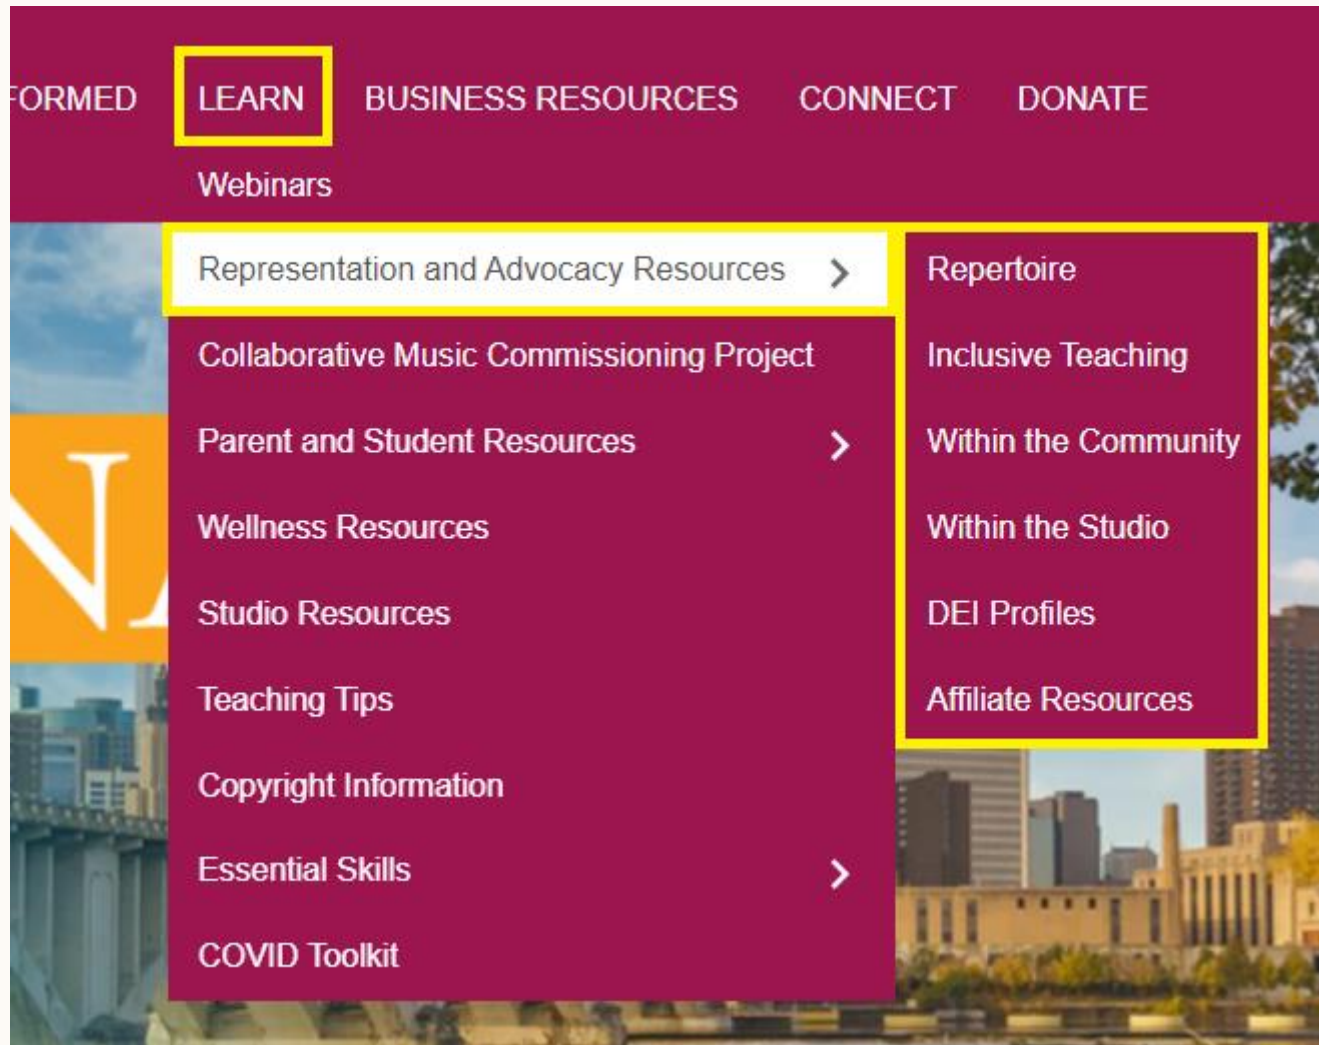 FORMED LEARN BUSINESS RESOURCES CONNECT DONATE
Webinars
Representation and Advocacy Resources
Collaborative Music Commissioning Project
Parent and Student Resources
Wellness Resources
Studio Resources
Teaching Tips
Copyright Information
Essential Skills
COVID Toolkit
Repertoire
Inclusive Teaching
Within the Community
Within the Studio
DEI Profiles
Affiliate Resources